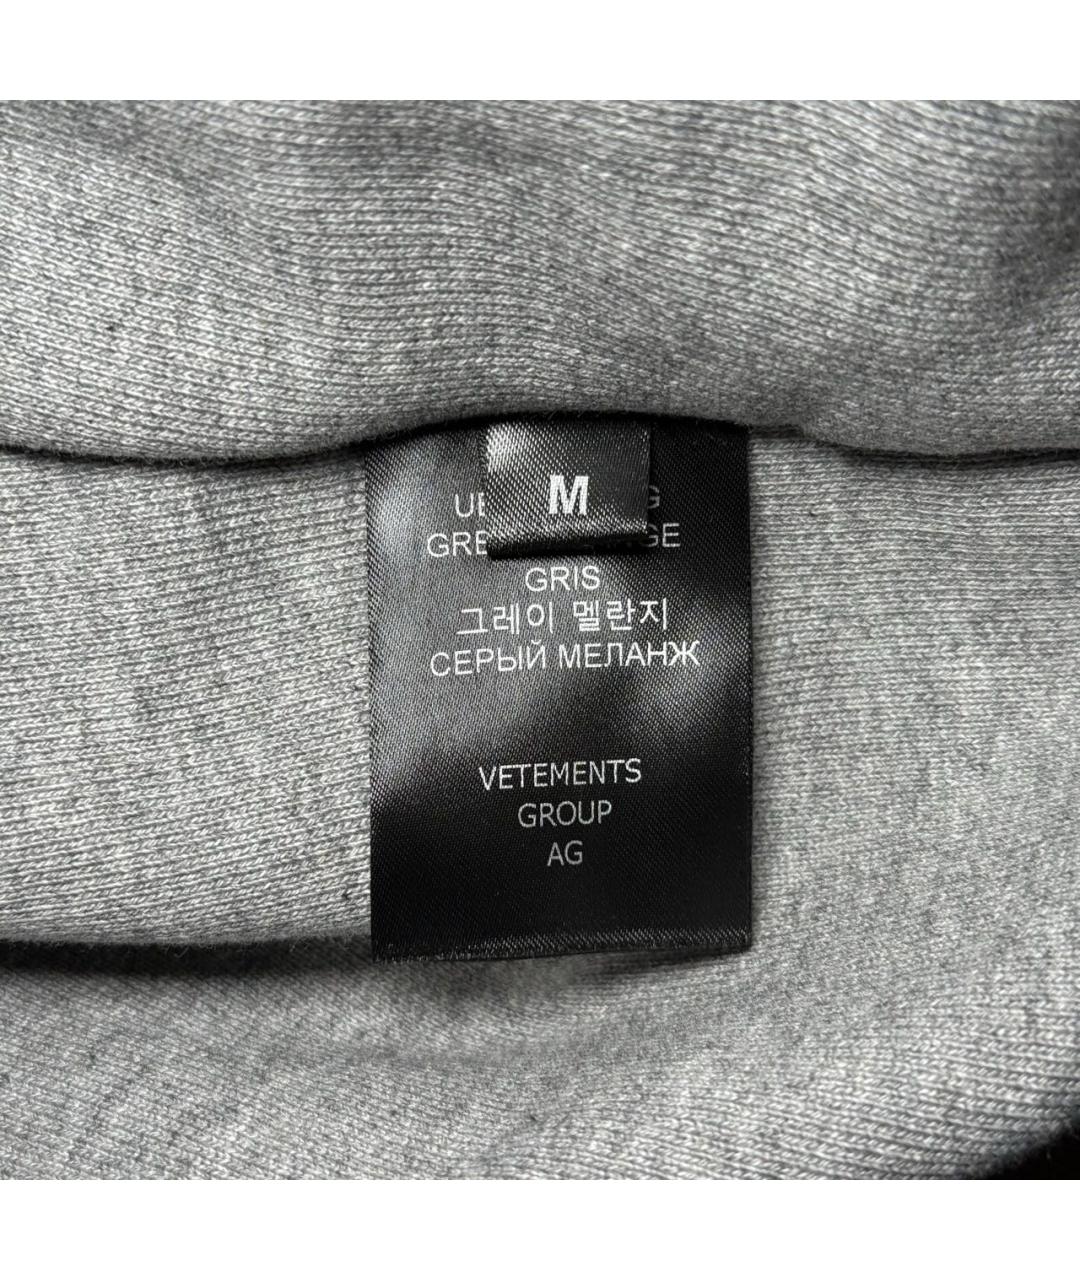 M
GRIS
그레이 멜란지
СЕРЫЙ МЕЛАНЖ
VETEMENTS
GROUP
AG